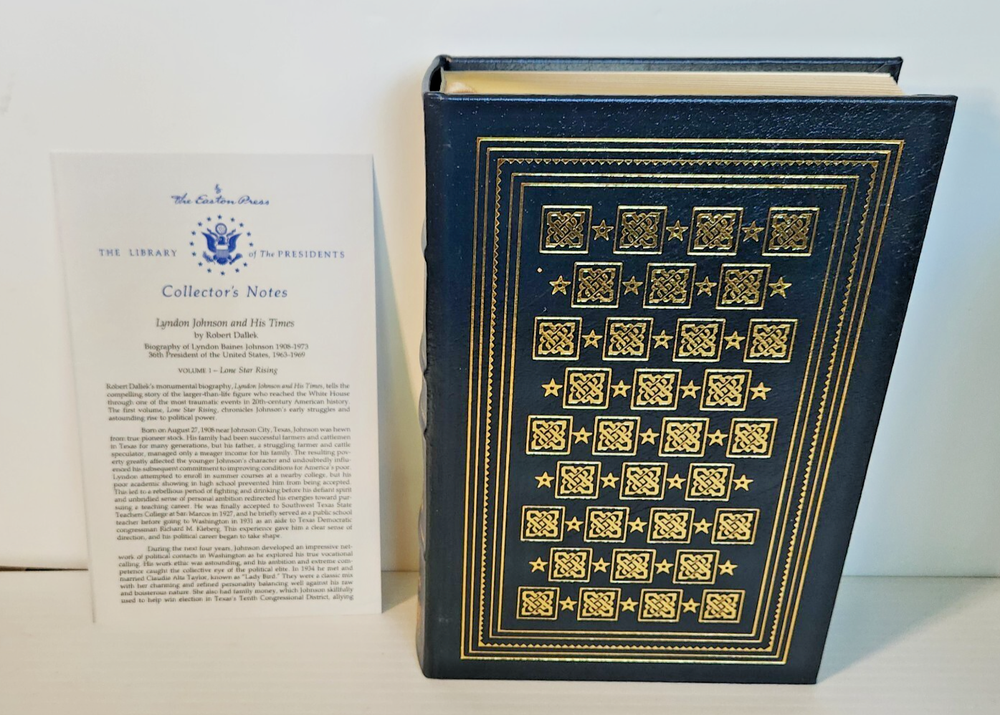 The Easton Press
THE LIBRARY of The PRESIDENTS
Collector's Notes
Lyndon Johnson and His Times
by Robert Dallek
Biography of Lyndon Baines Johnson 1908-1973
36th President of the United States, 1963-1969
VOLUME I – Lone Star Rising
Robert Dallek's monumental biography, Lyndon Johnson and His Times, tells the
compelling story of the larger-than-life figure who reached the White House
through one of the most traumatic events in 20th-century American history.
The first volume, Lone Star Rising, chronicles Johnson's early struggles and
astounding rise to political power.
Born on August 27, 1908 near Johnson City, Texas, Johnson was hewn
from true pioneer stock. His family had been successful farmers and cattlemen
in Texas for many generations, but his father, a struggling farmer and cattle
speculator, managed only a meager income for his family. The resulting pov-
erty greatly affected the younger Johnson's character and undoubtedly influ-
enced his subsequent commitment to improving conditions for America's poor.
Lyndon attempted to enroll in summer courses at a nearby college, but his
poor academic showing in high school prevented him from being accepted.
This led to a rebellious period of fighting and drinking before his defiant spirit
and unbridled sense of personal ambition redirected his energies toward pur-
suing a teaching career. He was finally accepted to Southwest Texas State
Teachers College at San Marcos in 1927, and he briefly served as a public school
teacher before going to Washington in 1931 as an aide to Texas Democratic
congressman Richard M. Kleberg. This experience gave him a clear sense of
direction, and his political career began to take shape.
During the next four years, Johnson developed an impressive net-
work of political contacts in Washington as he explored his true vocational
calling. His work ethic was astounding, and his ambition and extreme com-
petence caught the collective eye of the political elite. In 1934 he met and
married Claudia Alta Taylor, known as "Lady Bird." They were a classic mix
with her charming and refined personality balancing well against his raw
and boisterous nature. She also had family money, which Johnson skillfully
used to help win election in Texas's Tenth Congressional District, allying